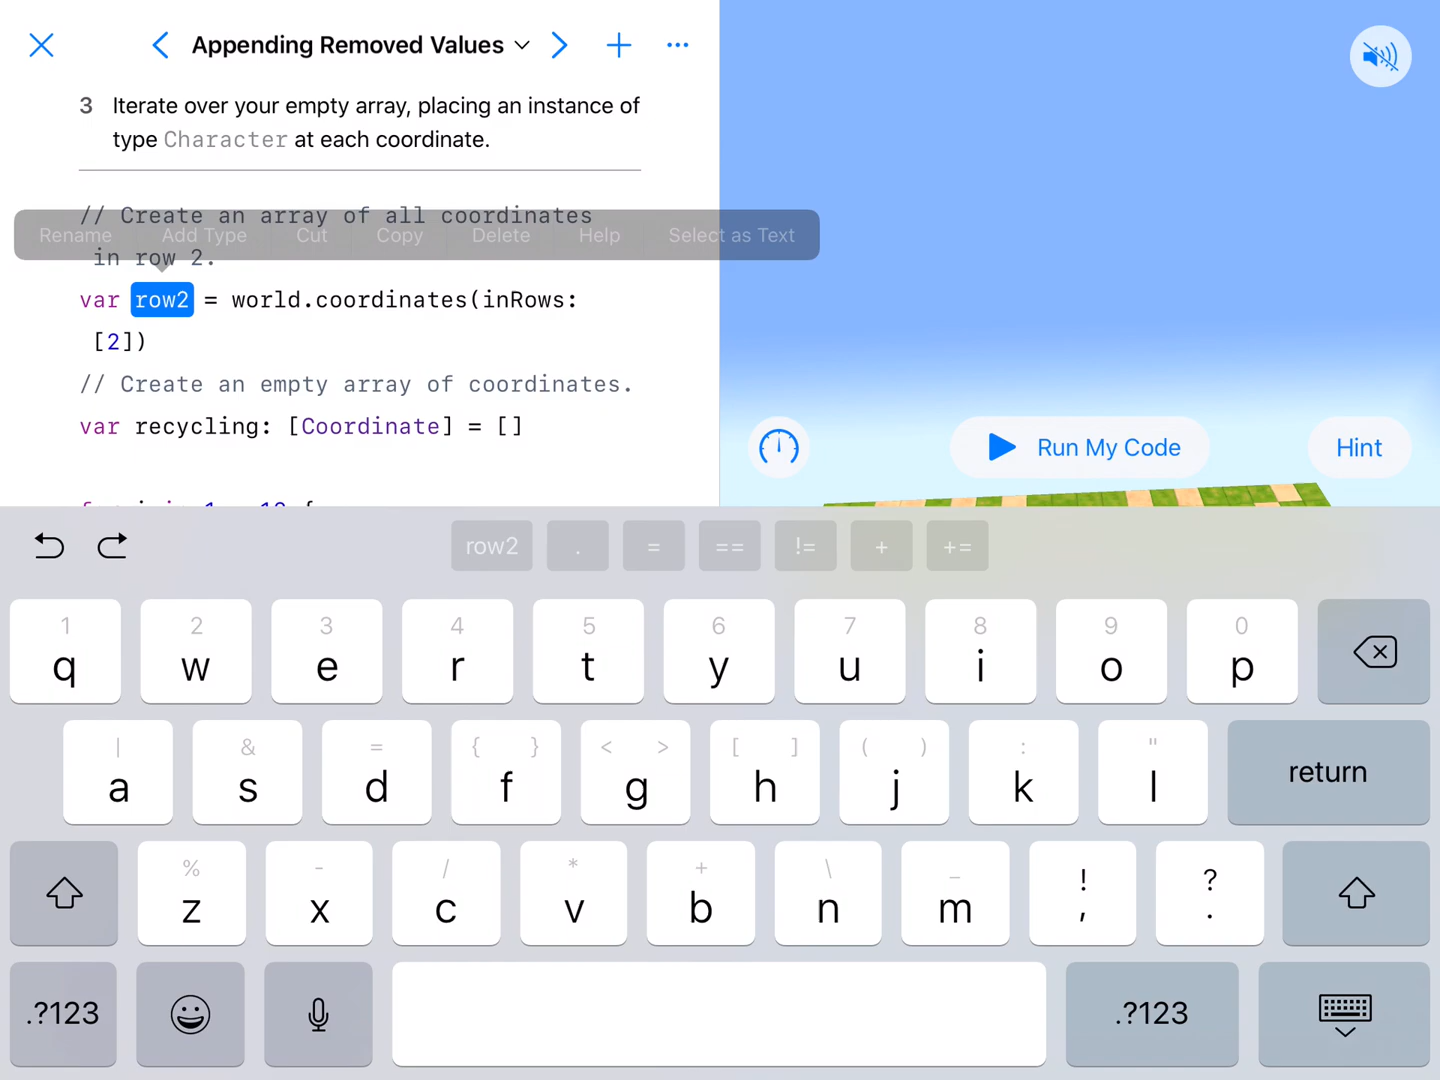 Appending Removed Values
3 Iterate over your empty array, placing an instance of
type Character at each coordinate.
// Create an array of all coordinates
Rename Add Type Cut Copy Delete Help Select as Text
in row 2.
var row2 = world.coordinates(inRows:
[2])
// Create an empty array of coordinates.
var recycling: [Coordinate] = []
Run My Code
Hint
row2 . = == != + +=
1 2 3 4 5 6 7 8 9 0
q w e r t y u i o p
| & = { } < > [ ] ( ) : "
a s d f g h j k l return
% - / * + \ _ ! ?
z x c v b n m , .
.?123 .?123